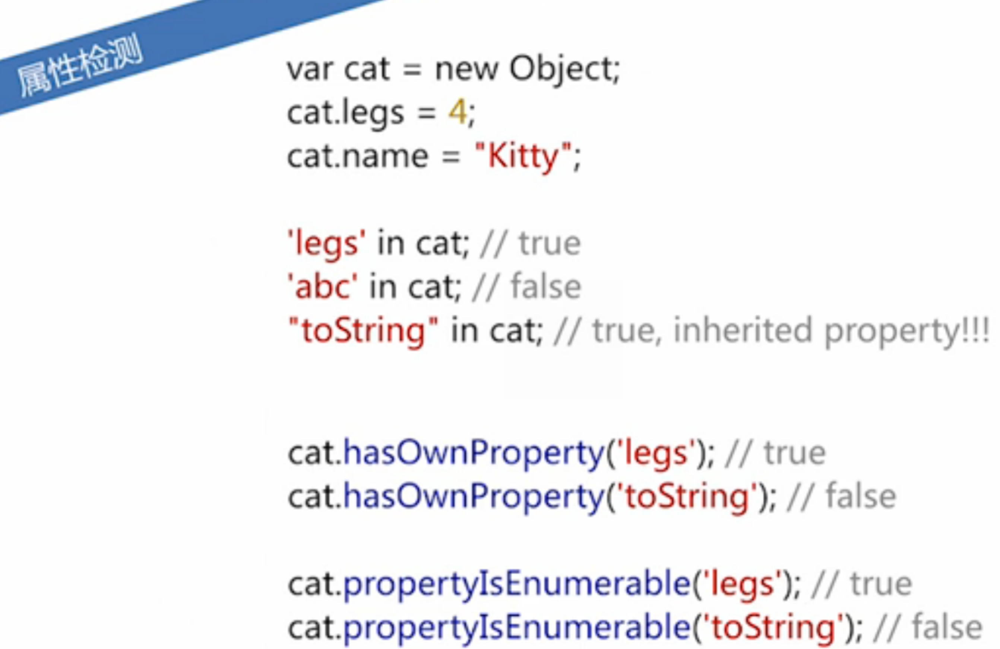 属性检测
var cat = new Object;
cat.legs = 4;
cat.name = "Kitty";
'legs' in cat; // true
'abc' in cat; // false
"toString" in cat; // true, inherited property!!!
cat.hasOwnProperty('legs'); // true
cat.hasOwnProperty('toString'); // false
cat.propertyIsEnumerable('legs'); // true
cat.propertyIsEnumerable('toString'); // false